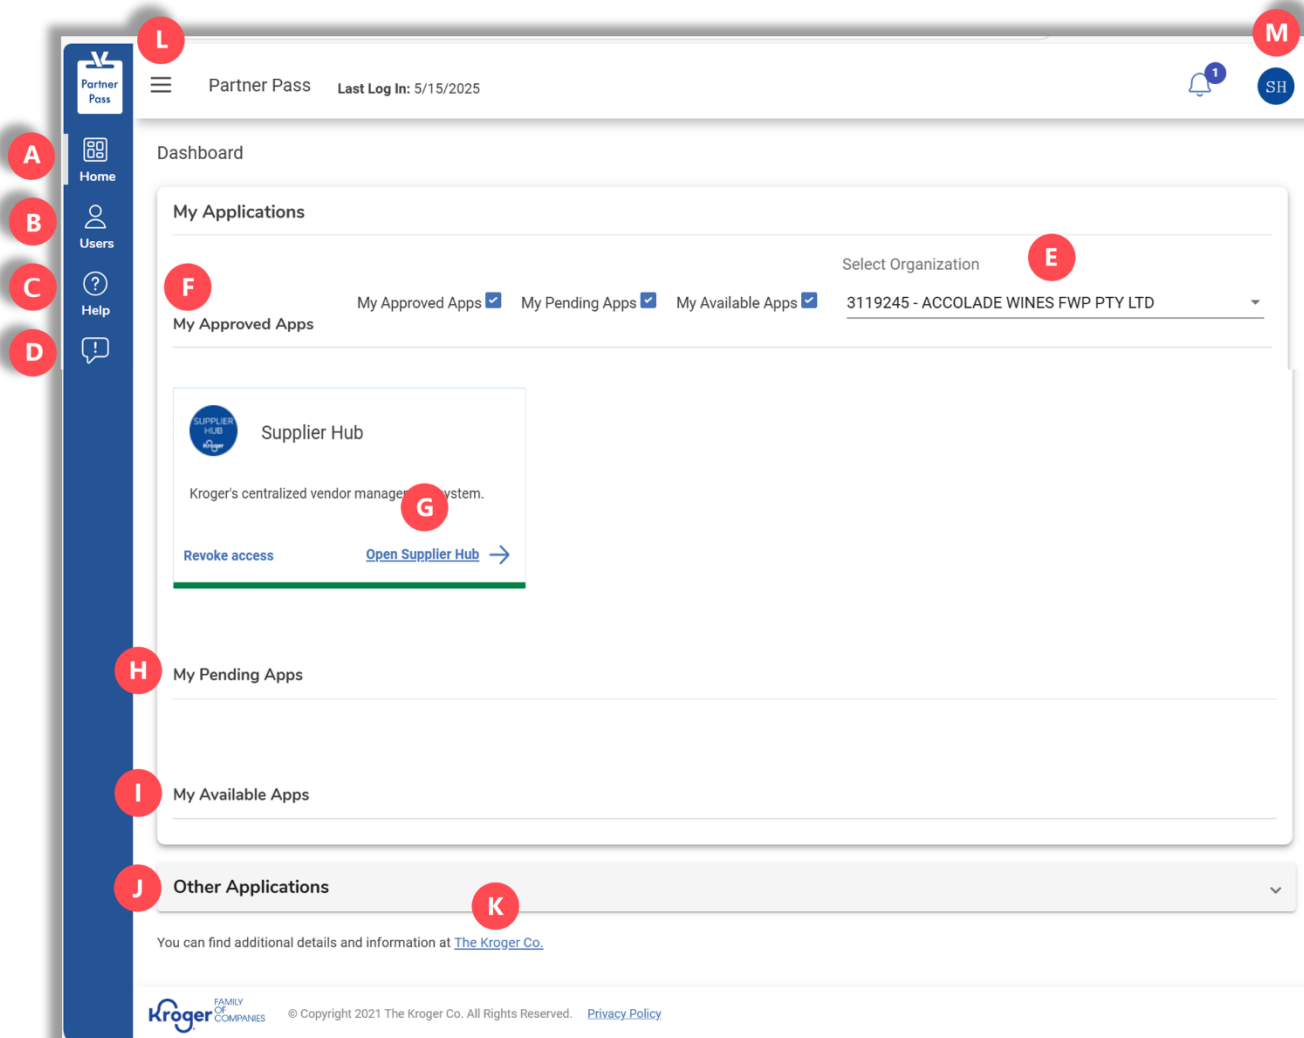 L
M
Partner
Pass
Partner Pass
Last Log In: 5/15/2025
1
SH
A
Home
B
Users
C
?
Help
D
!
Dashboard
My Applications
E
Select Organization
F
My Approved Apps
My Pending Apps
My Available Apps
3119245 - ACCOLADE WINES FWP PTY LTD
My Approved Apps
SUPPLIER
HUB
Kroger
Supplier Hub
Kroger's centralized vendor
G
Revoke access
Open Supplier Hub
H
My Pending Apps
I
My Available Apps
J
Other Applications
K
You can find additional details and information at The Kroger Co.
Kroger
FAMILY
OF
COMPANIES
© Copyright 2021 The Kroger Co. All Rights Reserved. Privacy Policy